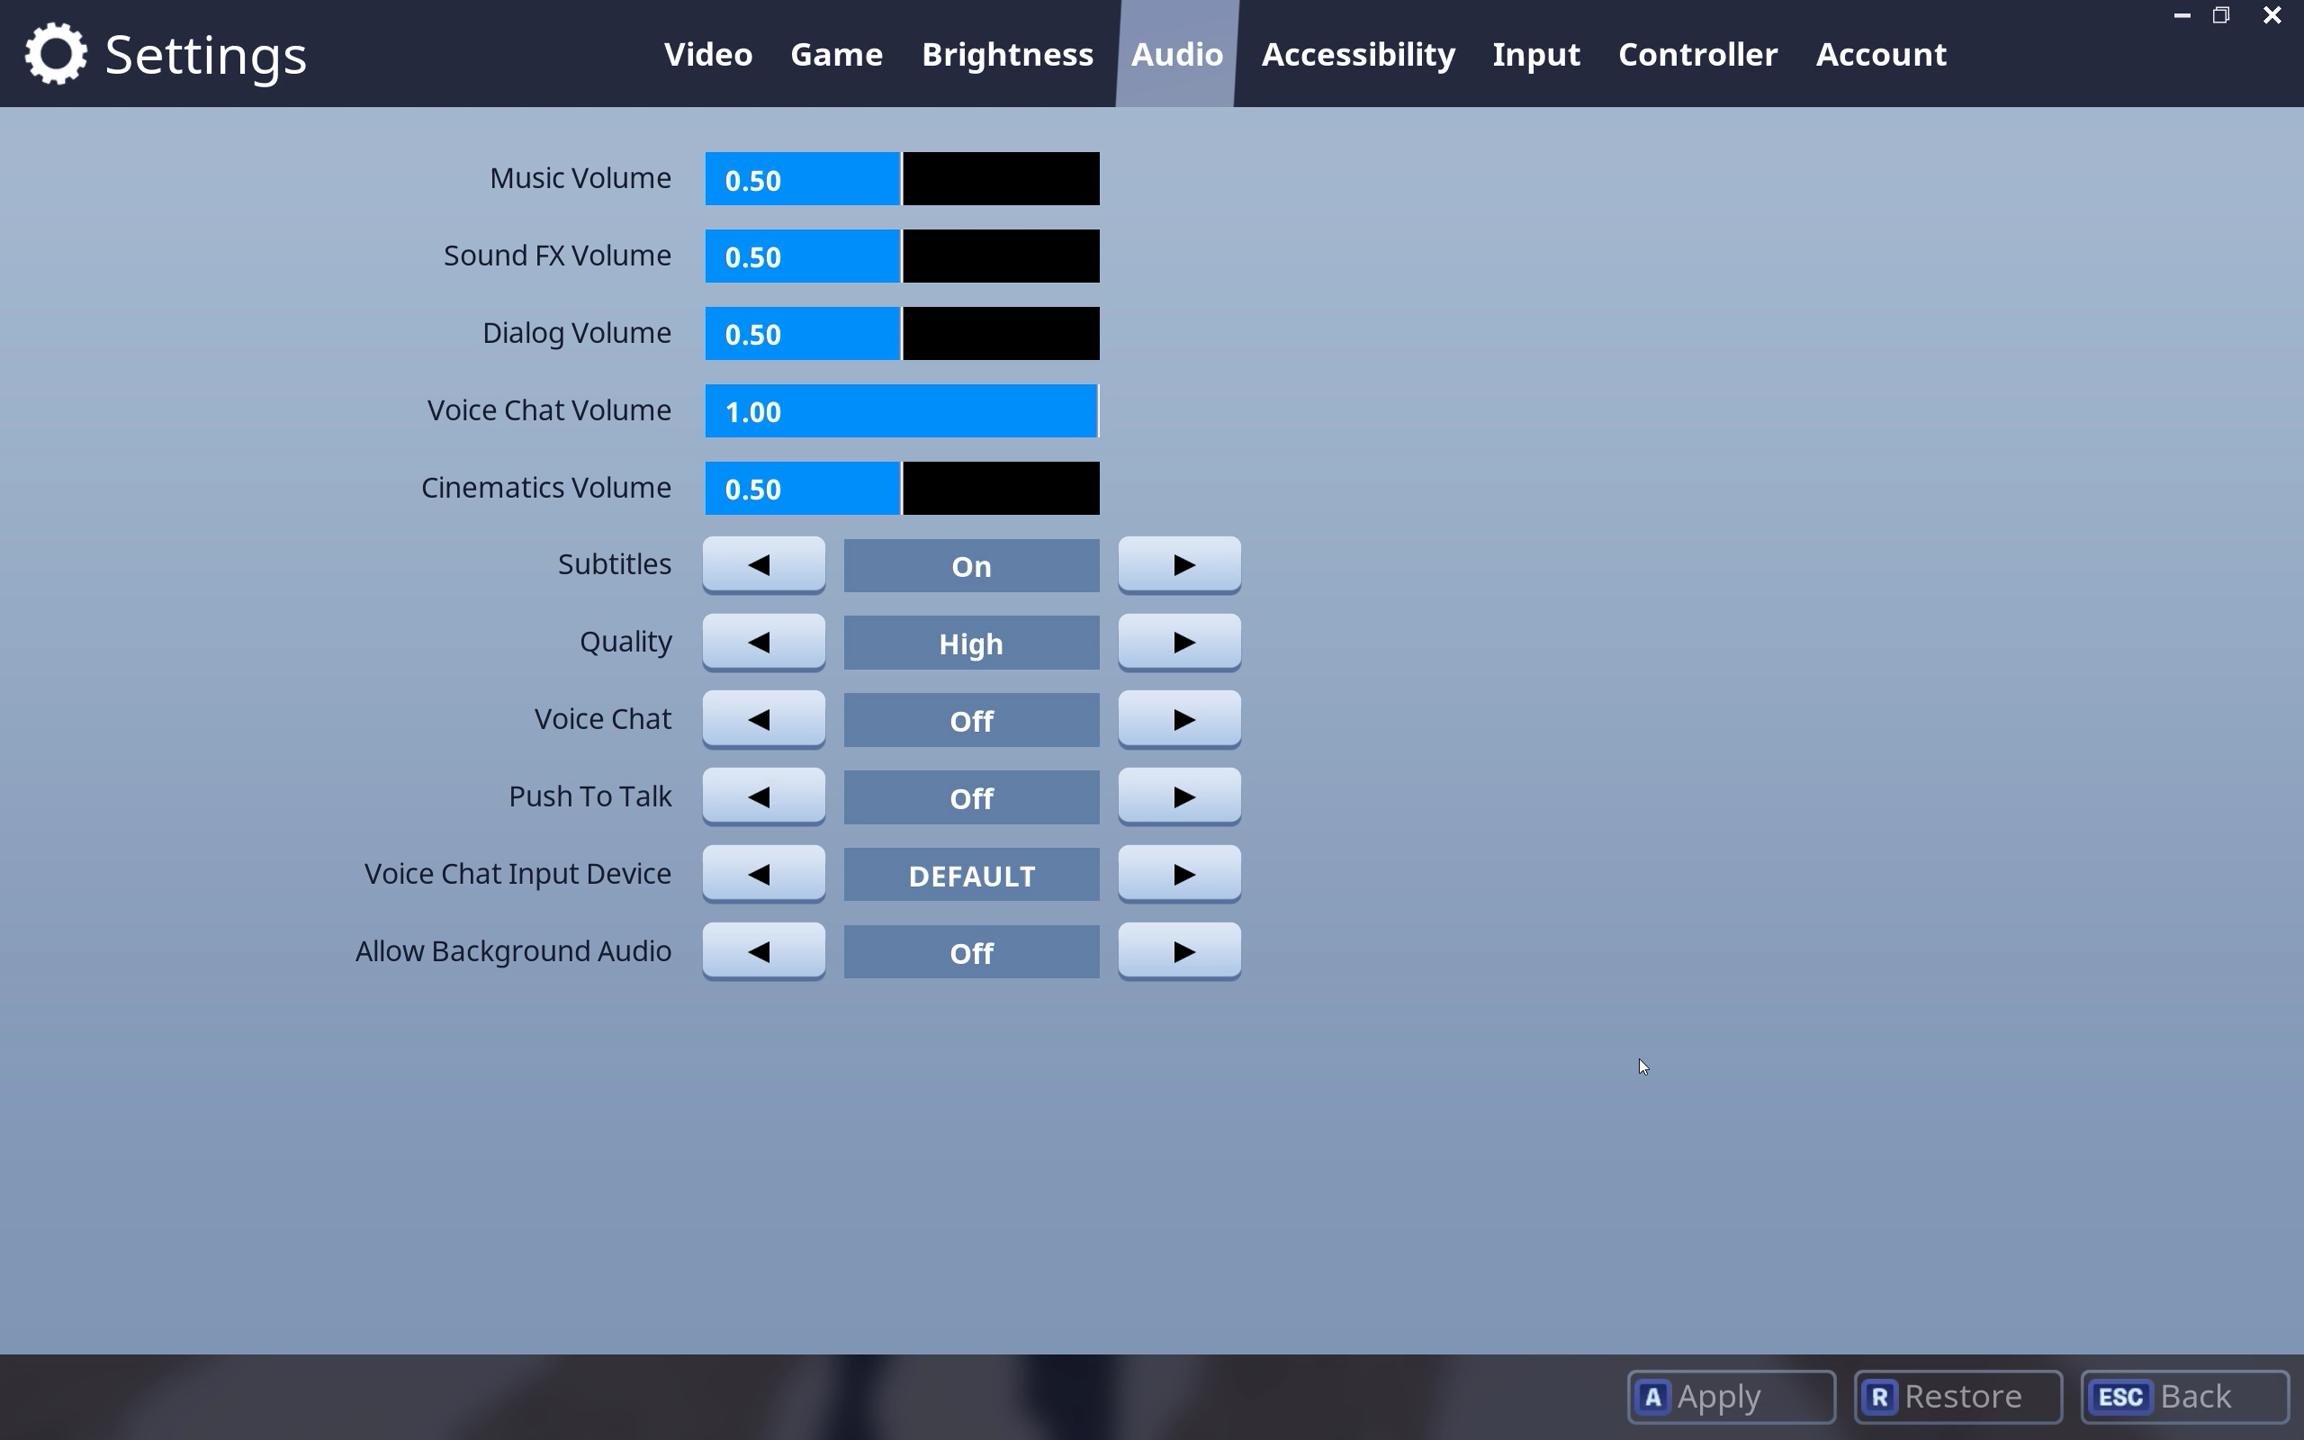 Settings
Video Game Brightness Audio Accessibility Input Controller Account
Music Volume 0.50
Sound FX Volume 0.50
Dialog Volume 0.50
Voice Chat Volume 1.00
Cinematics Volume 0.50
Subtitles On
Quality High
Voice Chat Off
Push To Talk Off
Voice Chat Input Device DEFAULT
Allow Background Audio Off
A Apply R Restore ESC Back